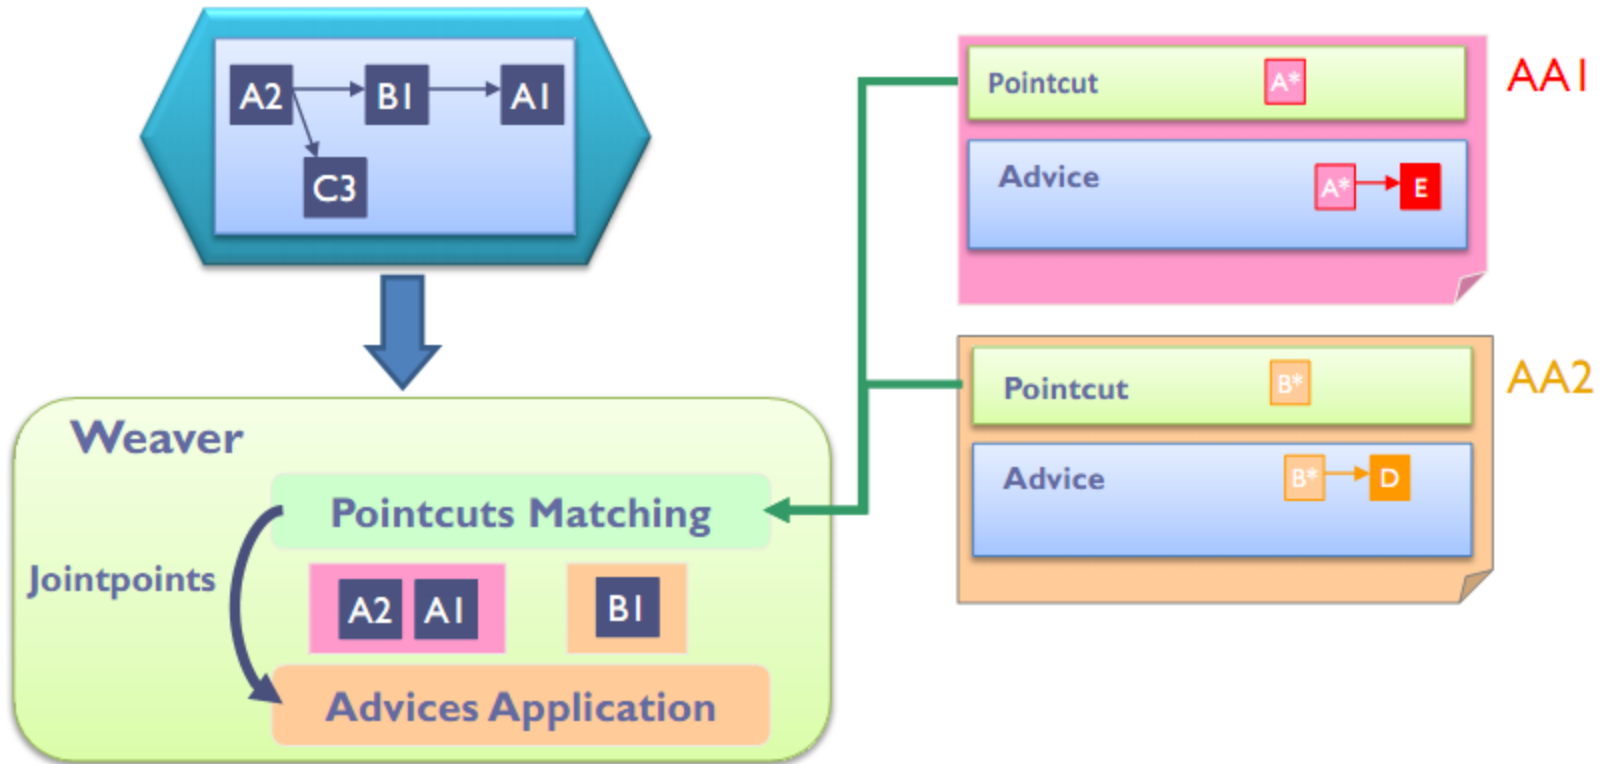 A2 B1 A1
C3
Pointcut A*
AA1
Advice A* E
Pointcut B*
AA2
Advice B* D
Weaver
Pointcuts Matching
Jointpoints
A2 A1 B1
Advices Application